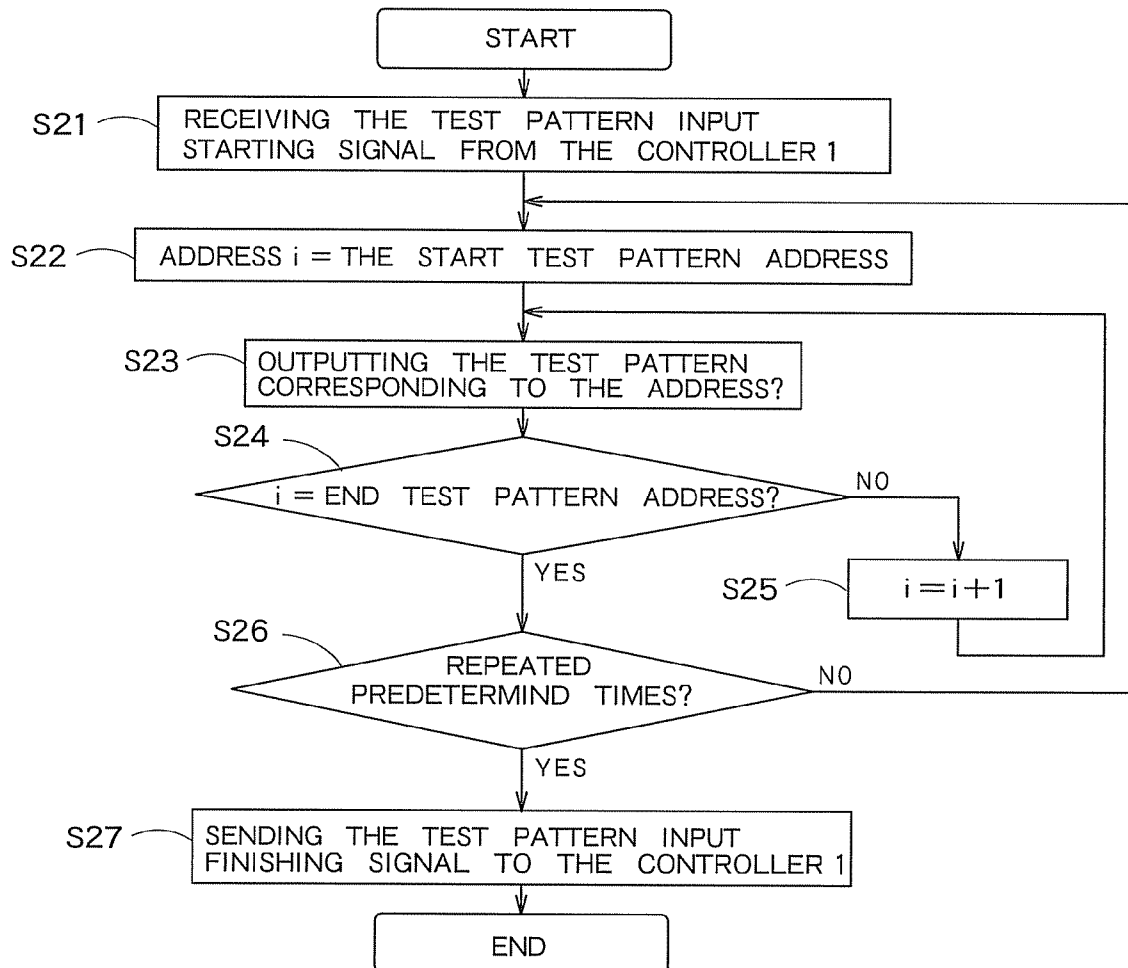 START
S21
RECEIVING THE TEST PATTERN INPUT
STARTING SIGNAL FROM THE CONTROLLER 1
S22
ADDRESS i = THE START TEST PATTERN ADDRESS
S23
OUTPUTTING THE TEST PATTERN
CORRESPONDING TO THE ADDRESS?
S24
i = END TEST PATTERN ADDRESS?
NO
YES
S25
i = i+1
S26
REPEATED
PREDETERMIND TIMES?
NO
YES
S27
SENDING THE TEST PATTERN INPUT
FINISHING SIGNAL TO THE CONTROLLER 1
END